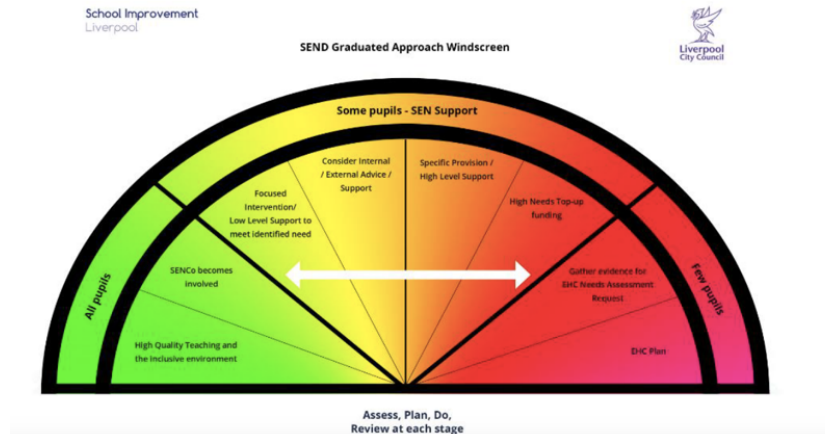 School Improvement
Liverpool
Liverpool
City Council
SEND Graduated Approach Windscreen
Some pupils - SEN Support
All pupils
Few pupils
High Quality Teaching and
the inclusive environment
SENCo becomes
involved
Focused
Intervention/
Low Level Support to
meet identified need
Consider Internal
/ External Advice /
Support
Specific Provision /
High Level Support
High Needs Top-up
funding
Gather evidence for
EHC Needs Assessment
Request
EHC Plan
Assess, Plan, Do,
Review at each stage